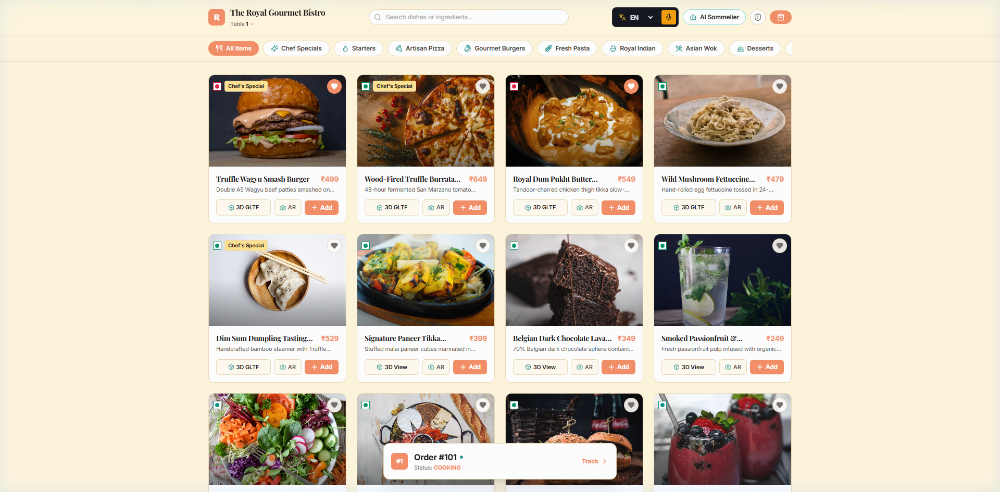 R
The Royal Gourmet Bistro
Table 1
Search dishes or ingredients...
EN
AI Sommelier
All Items
Chef Specials
Starters
Artisan Pizza
Gourmet Burgers
Fresh Pasta
Royal Indian
Asian Wok
Desserts
Chef's Special
Truffle Wagyu Smash Burger ₹499
Double A5 Wagyu beef patties smashed on...
3D GLTF AR + Add
Chef's Special
Wood-Fired Truffle Burrata... ₹649
48-hour fermented San Marzano tomato...
3D GLTF AR + Add
Royal Dum Pukht Butter... ₹549
Tandoor-charred chicken thigh tikka slow-...
3D GLTF AR + Add
Wild Mushroom Fettuccine... ₹479
Hand-rolled egg fettuccine tossed in 24-...
3D GLTF AR + Add
Chef's Special
Dim Sum Dumpling Tasting... ₹529
Handcrafted bamboo steamer with Truffle...
3D GLTF AR + Add
Signature Paneer Tikka... ₹399
Stuffed malai paneer cubes marinated in...
3D View AR + Add
Belgian Dark Chocolate Lava... ₹349
70% Belgian dark chocolate sphere containi...
3D View AR + Add
Smoked Passionfruit &... ₹249
Fresh passionfruit pulp infused with organic...
3D View AR + Add
Coca-Cola
#1
Order #101
Status: COOKING
Track